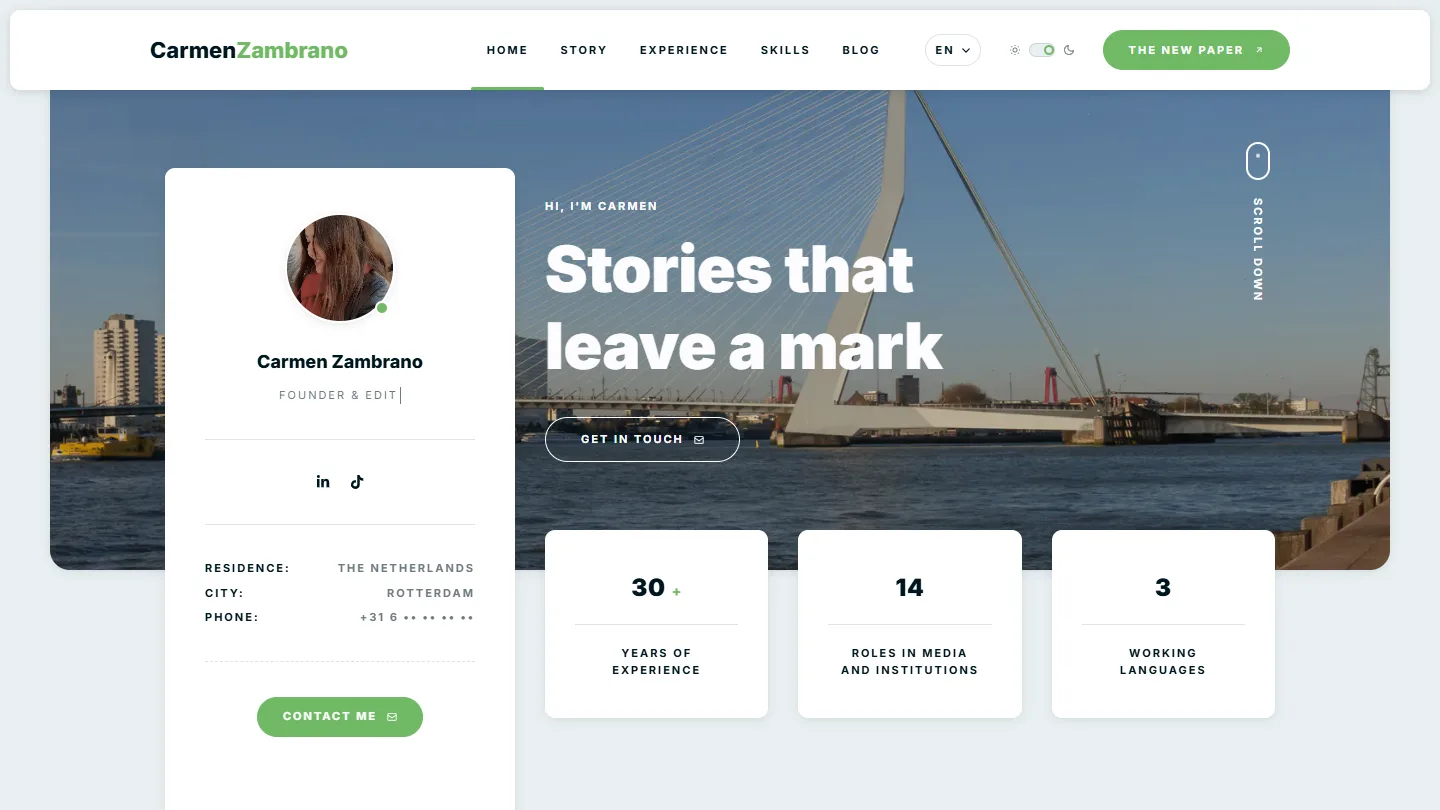 CarmenZambrano
HOME STORY EXPERIENCE SKILLS BLOG
EN
THE NEW PAPER
HI, I'M CARMEN
Stories that
leave a mark
GET IN TOUCH
SCROLL DOWN
Carmen Zambrano
FOUNDER & EDIT
RESIDENCE: THE NETHERLANDS
CITY: ROTTERDAM
PHONE: +31 6 •• •• •• ••
CONTACT ME
30 +
YEARS OF
EXPERIENCE
14
ROLES IN MEDIA
AND INSTITUTIONS
3
WORKING
LANGUAGES